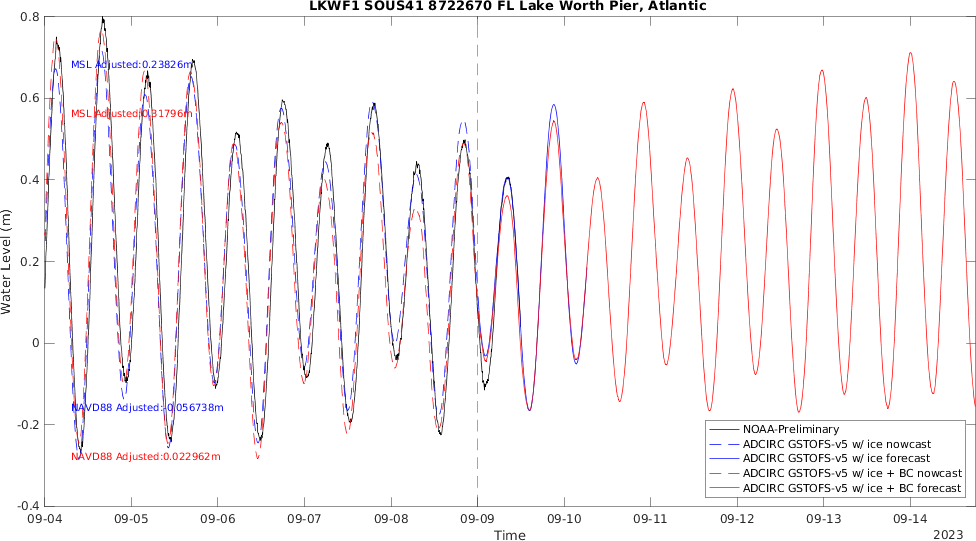 LKWF1 SOUS41 8722670 FL Lake Worth Pier, Atlantic
0.8
0.6
0.4
0.2
0
-0.2
-0.4
Water Level (m)
MSL Adjusted:0.23826m
MSL Adjusted:0.31796m
NAVD88 Adjusted:-0.056738m
NAVD88 Adjusted:0.022962m
NOAA-Preliminary
ADCIRC GSTOFS-v5 w/ ice nowcast
ADCIRC GSTOFS-v5 w/ ice forecast
ADCIRC GSTOFS-v5 w/ ice + BC nowcast
ADCIRC GSTOFS-v5 w/ ice + BC forecast
09-04 09-05 09-06 09-07 09-08 09-09 09-10 09-11 09-12 09-13 09-14
Time
2023